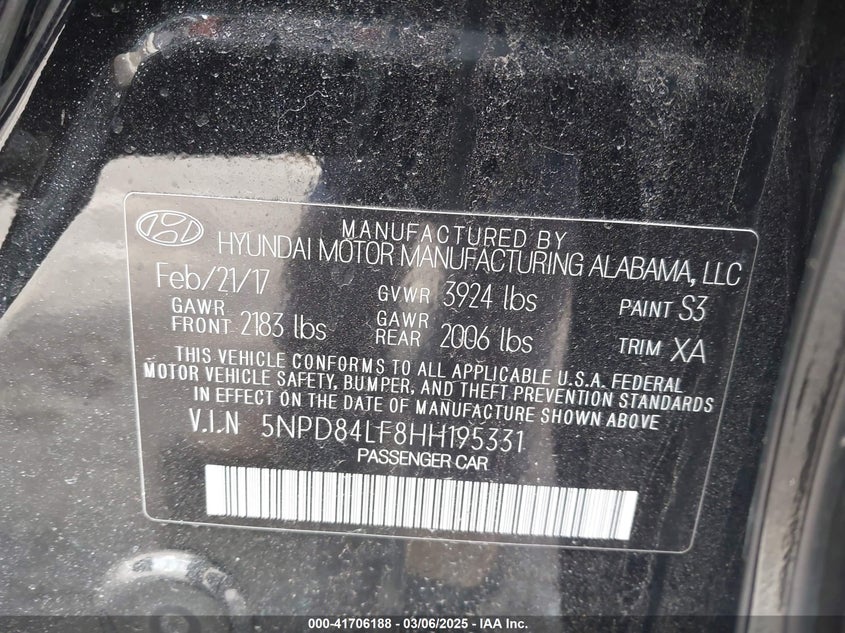 MANUFACTURED BY
HYUNDAI MOTOR MANUFACTURING ALABAMA, LLC
Feb/21/17 GVWR 3924 lbs PAINT S3
GAWR FRONT 2183 lbs GAWR REAR 2006 lbs TRIM XA
THIS VEHICLE CONFORMS TO ALL APPLICABLE U.S.A. FEDERAL
MOTOR VEHICLE SAFETY, BUMPER, AND THEFT PREVENTION STANDARDS
IN EFFECT ON THE DATE OF MANUFACTURE SHOWN ABOVE
V.I.N 5NPD84LF8HH195331
PASSENGER CAR
000-41706188 - 03/06/2025 - IAA Inc.